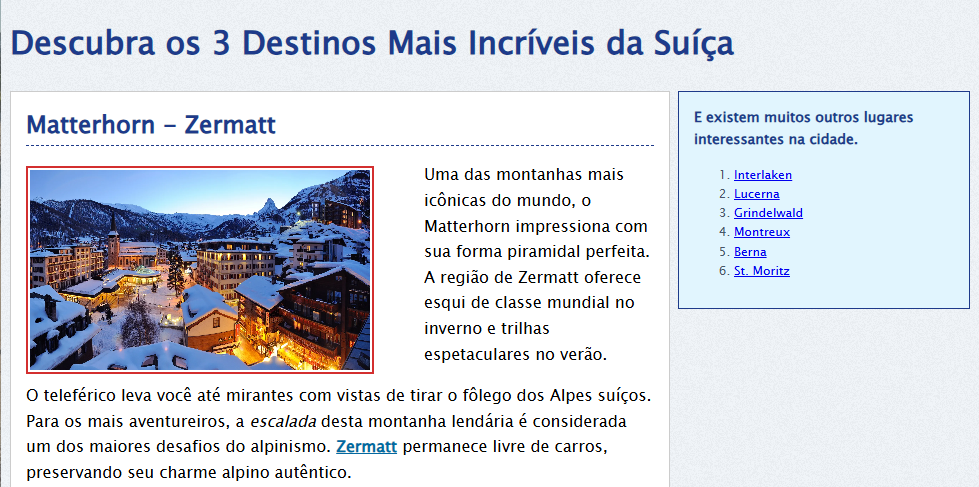 Descubra os 3 Destinos Mais Incríveis da Suíça
Matterhorn – Zermatt
Uma das montanhas mais
icônicas do mundo, o
Matterhorn impressiona com
sua forma piramidal perfeita.
A região de Zermatt oferece
esqui de classe mundial no
inverno e trilhas
espetaculares no verão.
O teleférico leva você até mirantes com vistas de tirar o fôlego dos Alpes suíços.
Para os mais aventureiros, a escalada desta montanha lendária é considerada
um dos maiores desafios do alpinismo. Zermatt permanece livre de carros,
preservando seu charme alpino autêntico.
E existem muitos outros lugares
interessantes na cidade.
1. Interlaken
2. Lucerna
3. Grindelwald
4. Montreux
5. Berna
6. St. Moritz